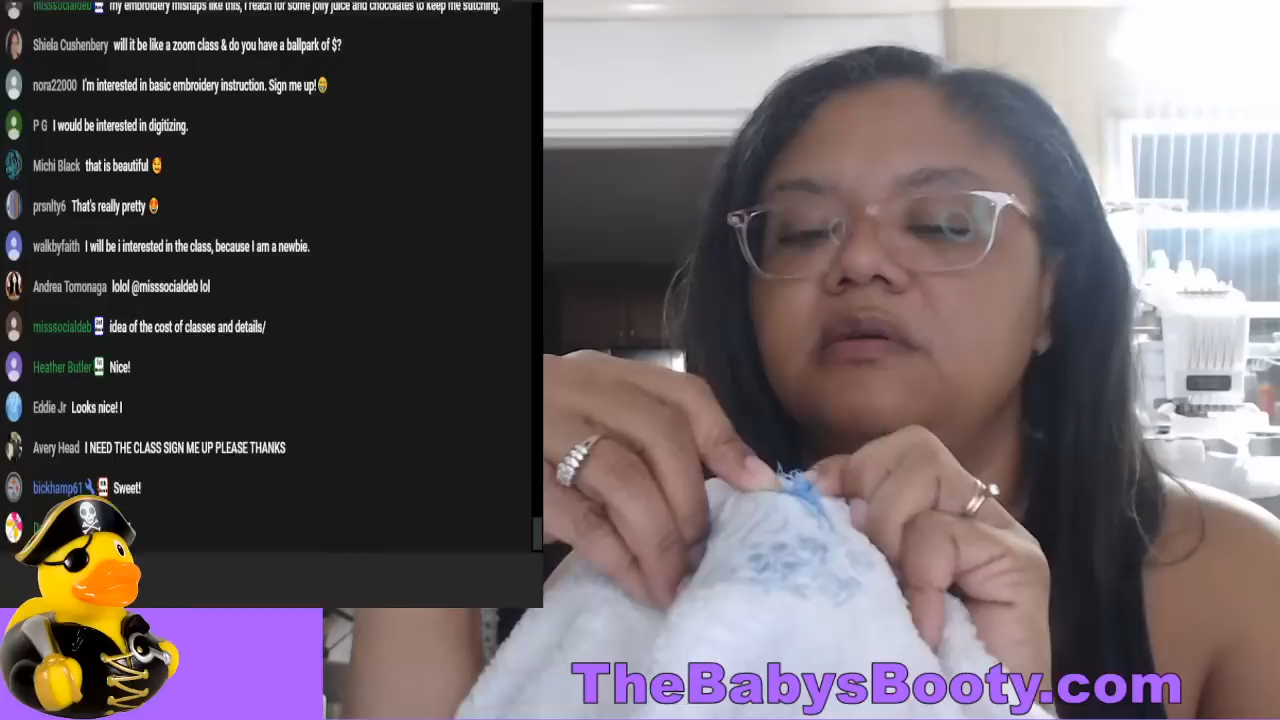 misssocialdeb my embroidery mishaps like this, I reach for some jolly juice and chocolates to keep me stitching.
Shiela Cushenbery will it be like a zoom class & do you have a ballpark of $?
nora22000 I'm interested in basic embroidery instruction. Sign me up!😁
P G I would be interested in digitizing.
Michi Black that is beautiful 🥰
prsnlty6 That's really pretty 🤩
walkbyfaith I will be i interested in the class, because I am a newbie.
Andrea Tomonaga lolol @misssocialdeb lol
misssocialdeb idea of the cost of classes and details/
Heather Butler Nice!
Eddie Jr Looks nice! I
Avery Head I NEED THE CLASS SIGN ME UP PLEASE THANKS
bickhamp61 Sweet!
TheBabysBooty.com